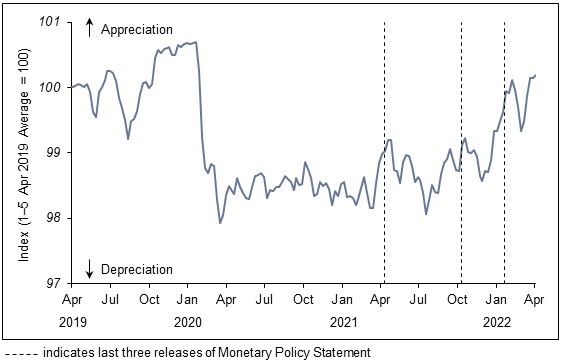 101
Appreciation
100
99
98
97
Depreciation
Index (1–5 Apr 2019 Average = 100)
Apr Jul Oct Jan Apr Jul Oct Jan Apr Jul Oct Jan Apr
2019 2020 2021 2022
----- indicates last three releases of Monetary Policy Statement